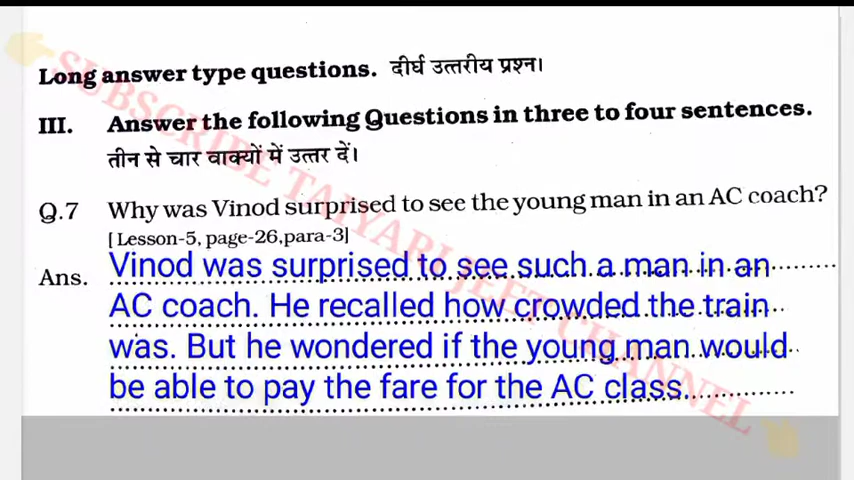 Long answer type questions. दीर्घ उत्तरीय प्रश्न।
III. Answer the following Questions in three to four sentences.
तीन से चार वाक्यों में उत्तर दें।
Q.7 Why was Vinod surprised to see the young man in an AC coach?
[Lesson-5, page-26,para-3]
Ans. Vinod was surprised to see such a man in an
AC coach. He recalled how crowded the train
was. But he wondered if the young man would
be able to pay the fare for the AC class.
SUBSCRIBE TAIYARI JEET CHANNEL